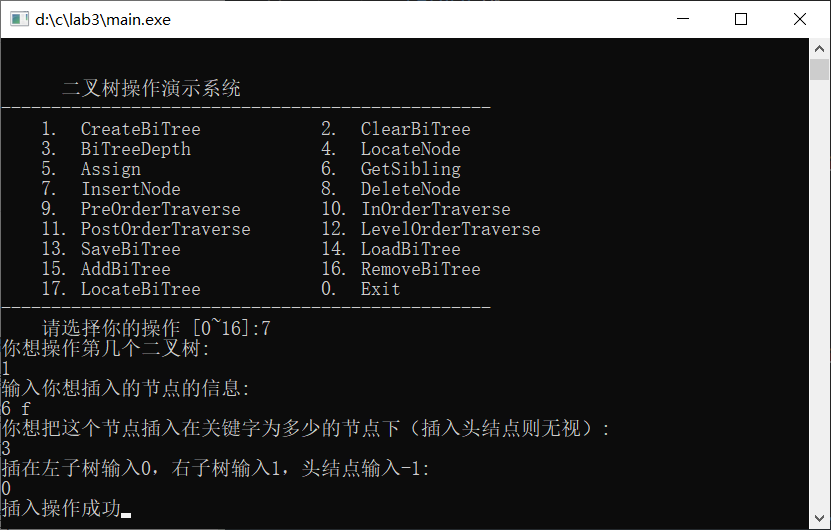 d:\c\lab3\main.exe
二叉树操作演示系统
-------------------------------------------------
1. CreateBiTree 2. ClearBiTree
3. BiTreeDepth 4. LocateNode
5. Assign 6. GetSibling
7. InsertNode 8. DeleteNode
9. PreOrderTraverse 10. InOrderTraverse
11. PostOrderTraverse 12. LevelOrderTraverse
13. SaveBiTree 14. LoadBiTree
15. AddBiTree 16. RemoveBiTree
17. LocateBiTree 0. Exit
-------------------------------------------------
请选择你的操作 [0~16]:7
你想操作第几个二叉树:
1
输入你想插入的节点的信息:
6 f
你想把这个节点插入在关键字为多少的节点下（插入头结点则无视）:
3
插在左子树输入0，右子树输入1，头结点输入-1:
0
插入操作成功